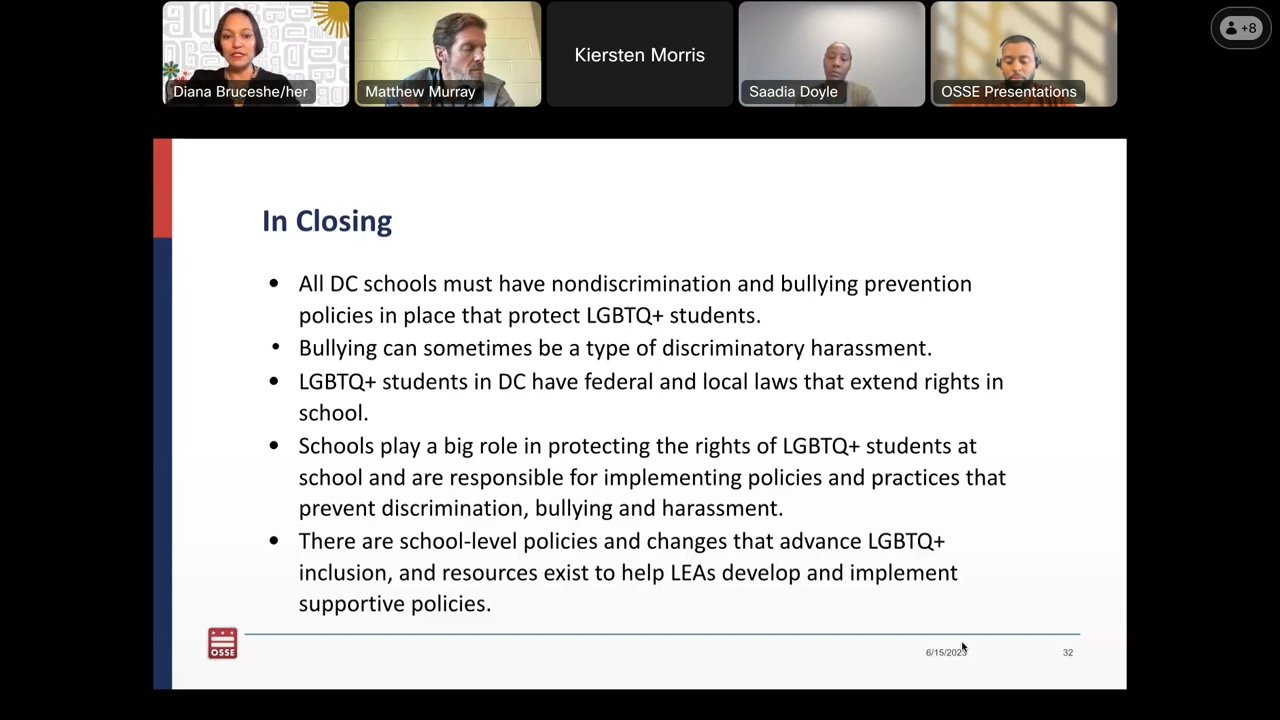 Diana Bruceshe/her
Matthew Murray
Kiersten Morris
Saadia Doyle
OSSE Presentations
+8
In Closing
• All DC schools must have nondiscrimination and bullying prevention
policies in place that protect LGBTQ+ students.
• Bullying can sometimes be a type of discriminatory harassment.
• LGBTQ+ students in DC have federal and local laws that extend rights in
school.
• Schools play a big role in protecting the rights of LGBTQ+ students at
school and are responsible for implementing policies and practices that
prevent discrimination, bullying and harassment.
• There are school-level policies and changes that advance LGBTQ+
inclusion, and resources exist to help LEAs develop and implement
supportive policies.
OSSE
6/15/2023
32